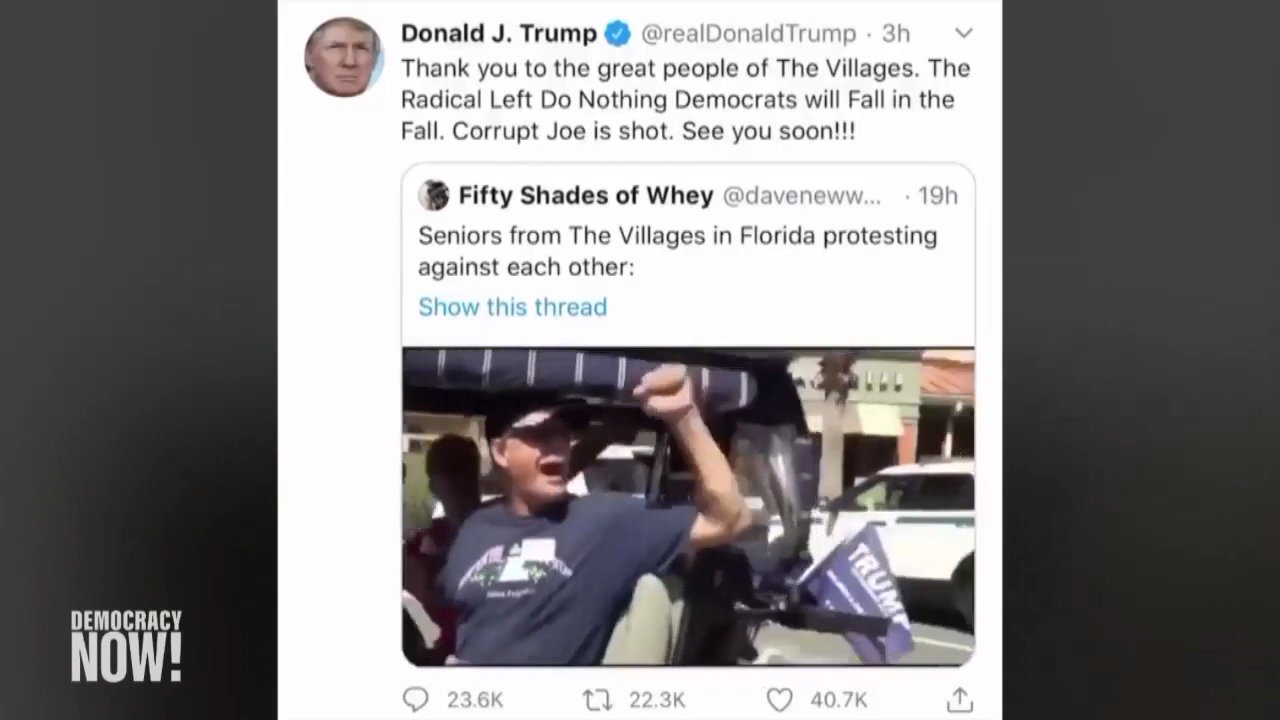 Donald J. Trump @realDonaldTrump · 3h
Thank you to the great people of The Villages. The
Radical Left Do Nothing Democrats will Fall in the
Fall. Corrupt Joe is shot. See you soon!!!
Fifty Shades of Whey @daveneww... · 19h
Seniors from The Villages in Florida protesting
against each other:
Show this thread
TRUMP
23.6K 22.3K 40.7K
DEMOCRACY
NOW!